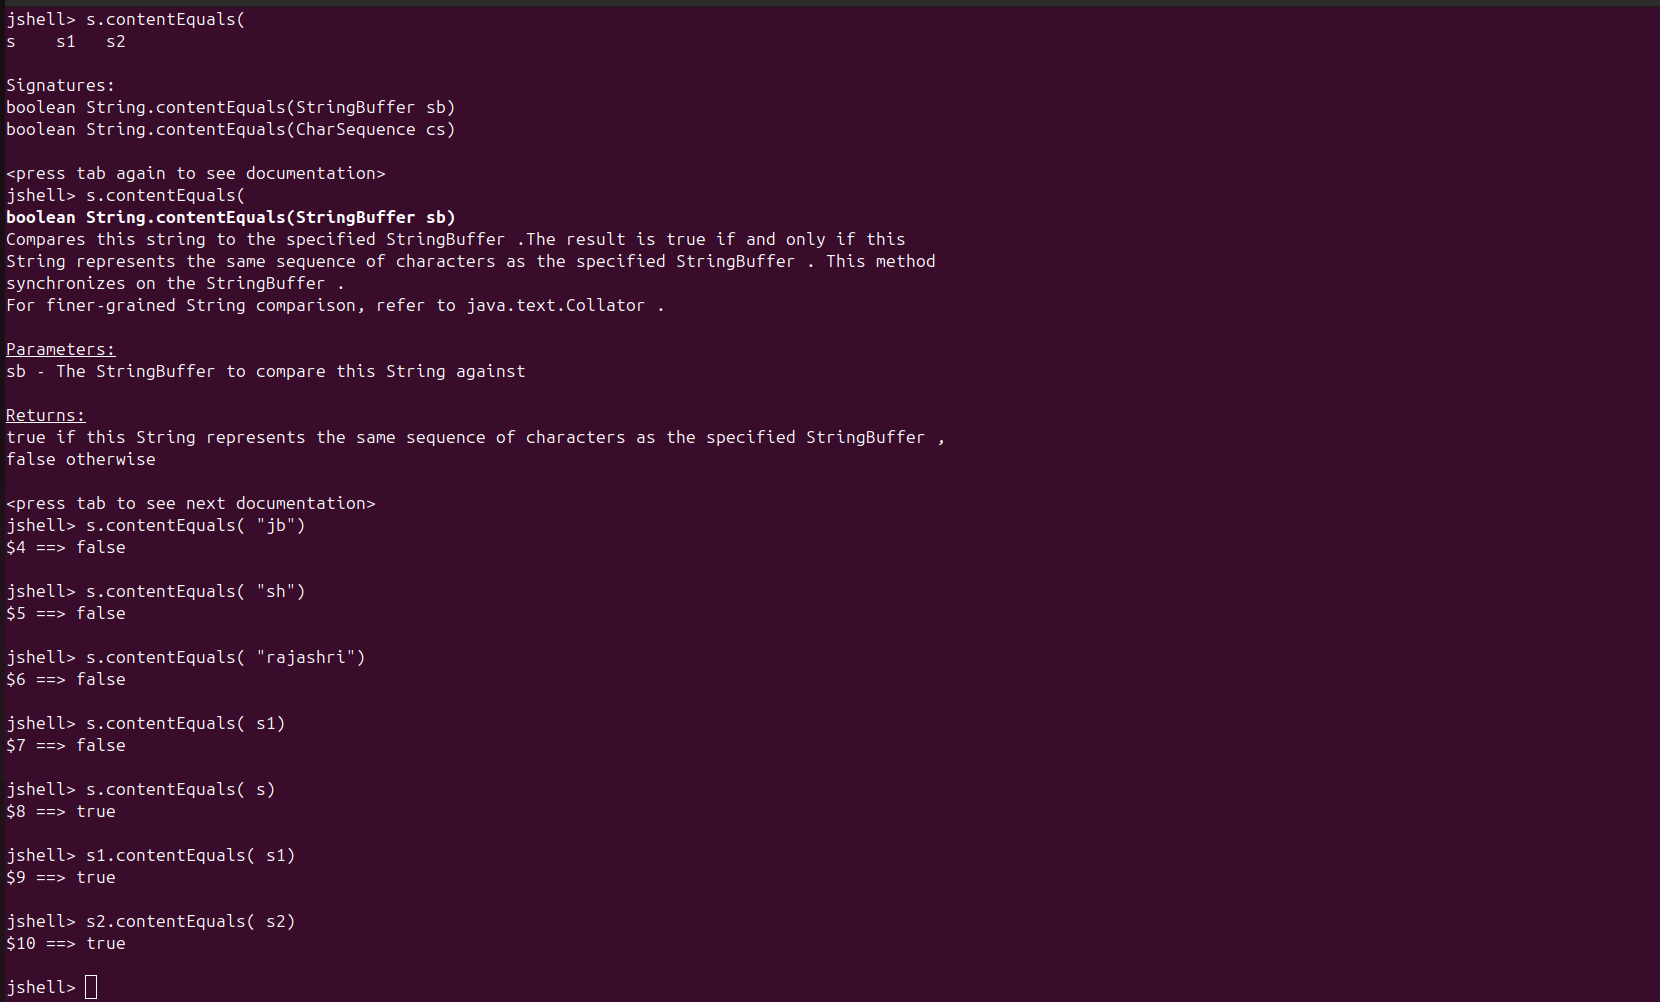 jshell> s.contentEquals(
s    s1   s2
Signatures:
boolean String.contentEquals(StringBuffer sb)
boolean String.contentEquals(CharSequence cs)
<press tab again to see documentation>
jshell> s.contentEquals(
boolean String.contentEquals(StringBuffer sb)
Compares this string to the specified StringBuffer .The result is true if and only if this
String represents the same sequence of characters as the specified StringBuffer . This method
synchronizes on the StringBuffer .
For finer-grained String comparison, refer to java.text.Collator .
Parameters:
sb - The StringBuffer to compare this String against
Returns:
true if this String represents the same sequence of characters as the specified StringBuffer ,
false otherwise
<press tab to see next documentation>
jshell> s.contentEquals( "jb")
$4 ==> false
jshell> s.contentEquals( "sh")
$5 ==> false
jshell> s.contentEquals( "rajashri")
$6 ==> false
jshell> s.contentEquals( s1)
$7 ==> false
jshell> s.contentEquals( s)
$8 ==> true
jshell> s1.contentEquals( s1)
$9 ==> true
jshell> s2.contentEquals( s2)
$10 ==> true
jshell>